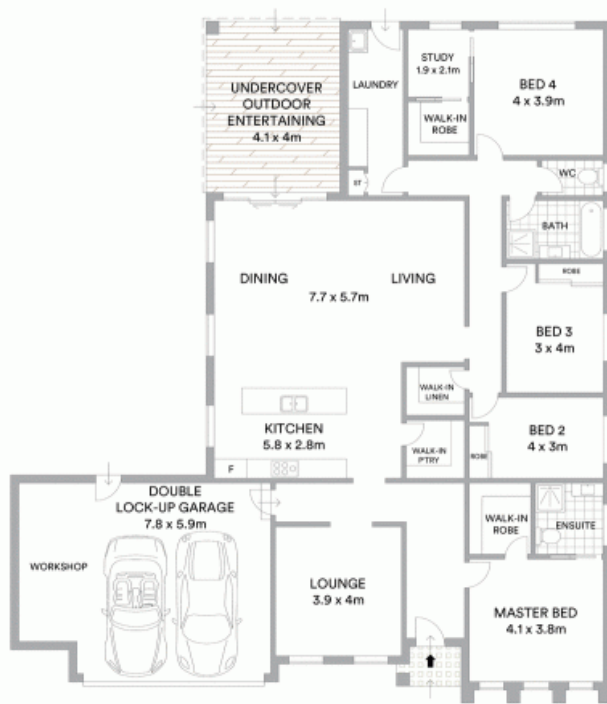 UNDERCOVER
OUTDOOR
ENTERTAINING
4.1 x 4m
LAUNDRY
STUDY
1.9 x 2.1m
WALK-IN
ROBE
BED 4
4 x 3.9m
ST
WC
BATH
ROBE
DINING
LIVING
7.7 x 5.7m
BED 3
3 x 4m
WALK-IN
LINEN
KITCHEN
5.8 x 2.8m
F
WALK-IN
PTRY
ROBE
BED 2
4 x 3m
DOUBLE
LOCK-UP GARAGE
7.8 x 5.9m
WORKSHOP
LOUNGE
3.9 x 4m
WALK-IN
ROBE
ENSUITE
MASTER BED
4.1 x 3.8m